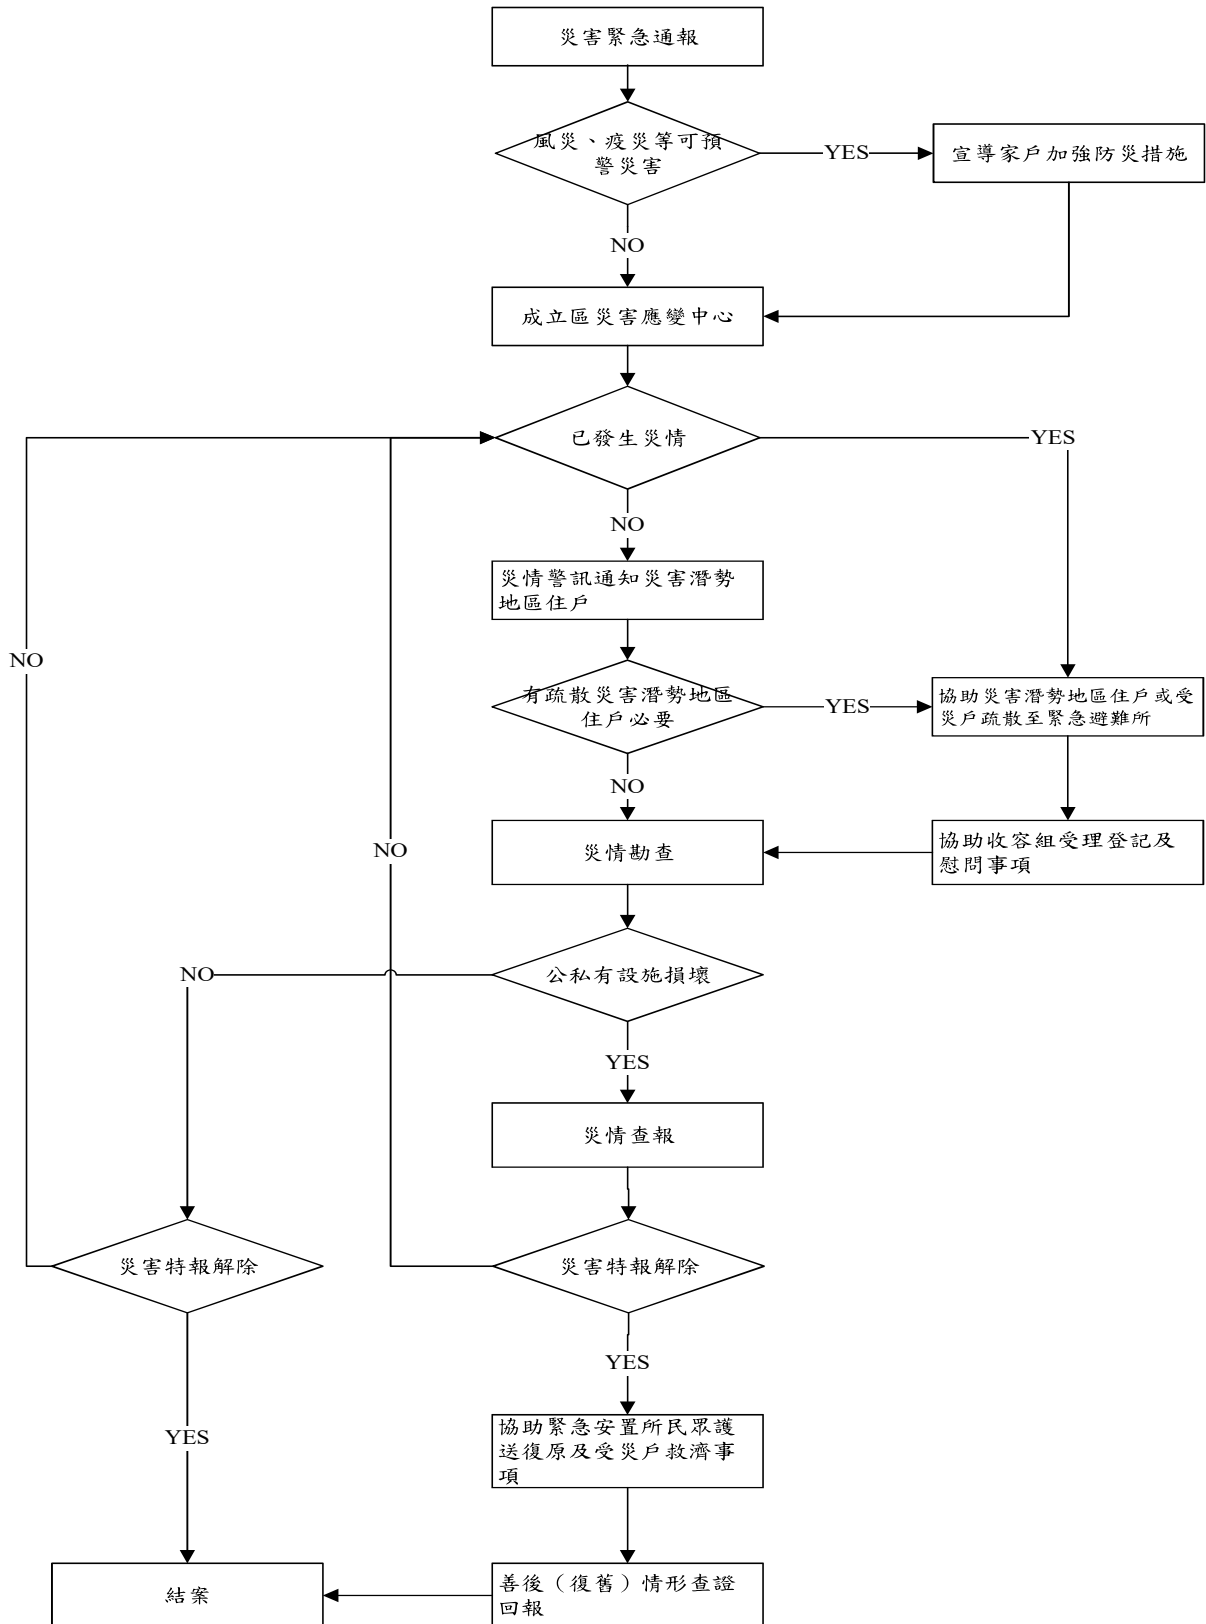 災害緊急通報
風災、疫災等可預
警災害
YES
宣導家戶加強防災措施
NO
成立區災害應變中心
已發生災情
YES
NO
災情警訊通知災害潛勢
地區住戶
NO
有疏散災害潛勢地區
住戶必要
YES
協助災害潛勢地區住戶或受
災戶疏散至緊急避難所
NO
災情勘查
協助收容組受理登記及
慰問事項
NO
NO
公私有設施損壞
YES
災情查報
災害特報解除
災害特報解除
YES
YES
協助緊急安置所民眾護
送復原及受災戶救濟事
項
結案
善後（復舊）情形查證
回報